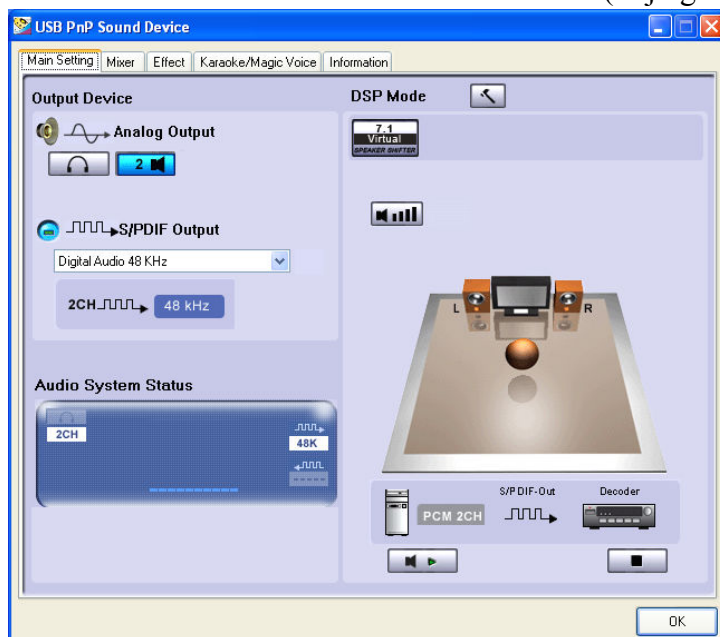 USB PnP Sound Device
Main Setting Mixer Effect Karaoke/Magic Voice Information
Output Device
Analog Output
2
S/PDIF Output
Digital Audio 48 KHz
2CH 48 kHz
Audio System Status
2CH
48K
-----
DSP Mode
7.1
Virtual
SPEAKER SHIFTER
L R
S/PDIF-Out Decoder
PCM 2CH
OK